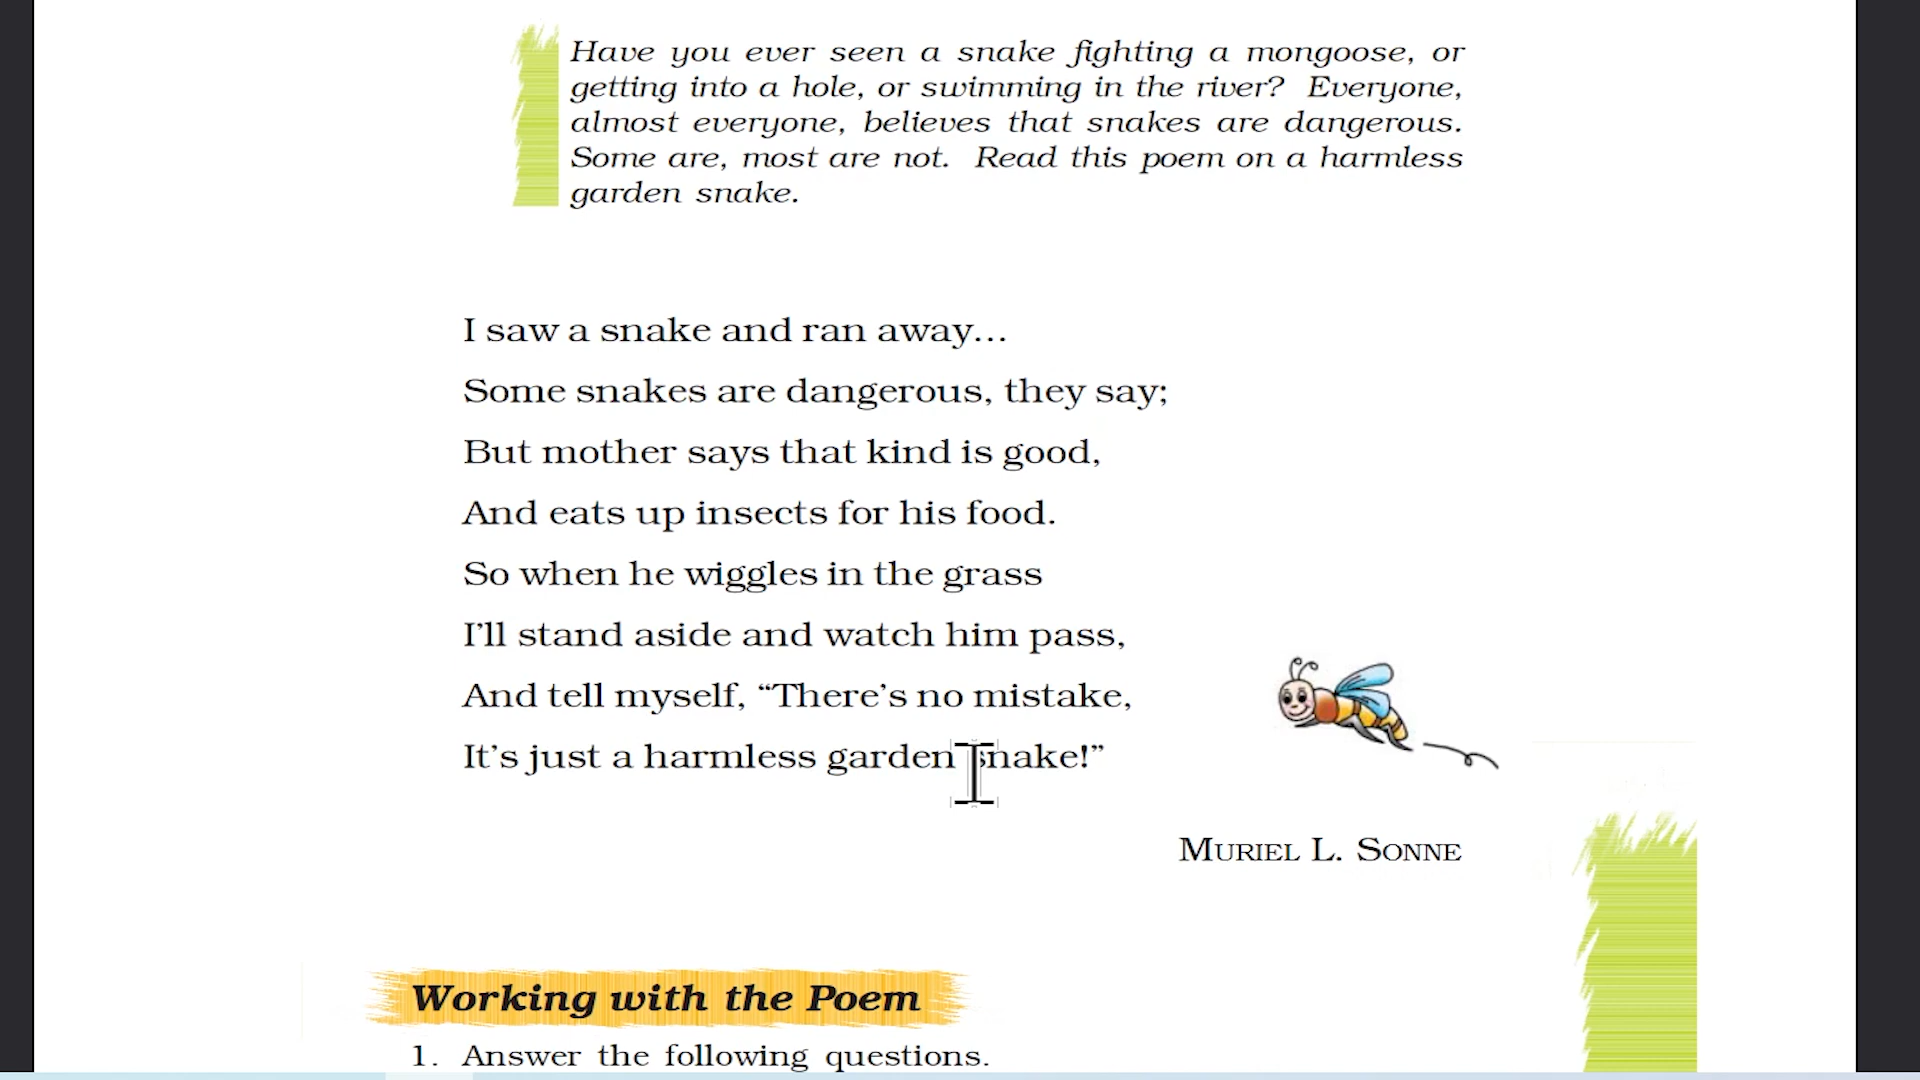 Have you ever seen a snake fighting a mongoose, or
getting into a hole, or swimming in the river? Everyone,
almost everyone, believes that snakes are dangerous.
Some are, most are not. Read this poem on a harmless
garden snake.
I saw a snake and ran away...
Some snakes are dangerous, they say;
But mother says that kind is good,
And eats up insects for his food.
So when he wiggles in the grass
I’ll stand aside and watch him pass,
And tell myself, “There’s no mistake,
It’s just a harmless garden snake!”
MURIEL L. SONNE
Working with the Poem
1. Answer the following questions.